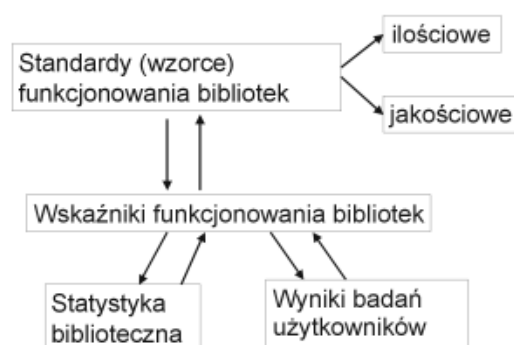 ilościowe
Standardy (wzorce)
funkcjonowania bibliotek
jakościowe
Wskaźniki funkcjonowania bibliotek
Statystyka
biblioteczna
Wyniki badań
użytkowników